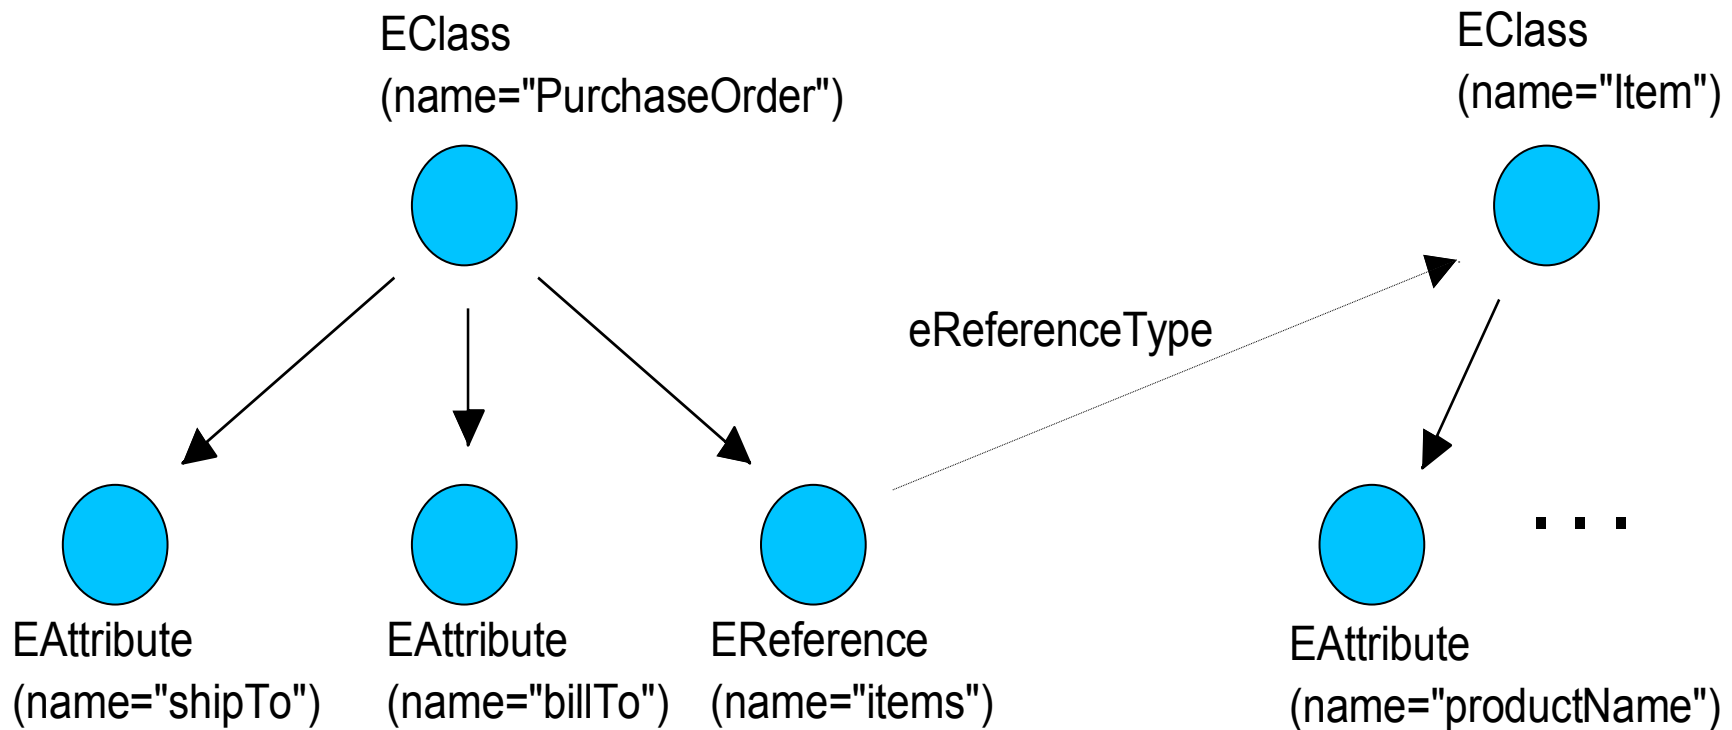 EClass
(name="PurchaseOrder")
EClass
(name="Item")
eReferenceType
EAttribute
(name="shipTo")
EAttribute
(name="billTo")
EReference
(name="items")
EAttribute
(name="productName")
. . .